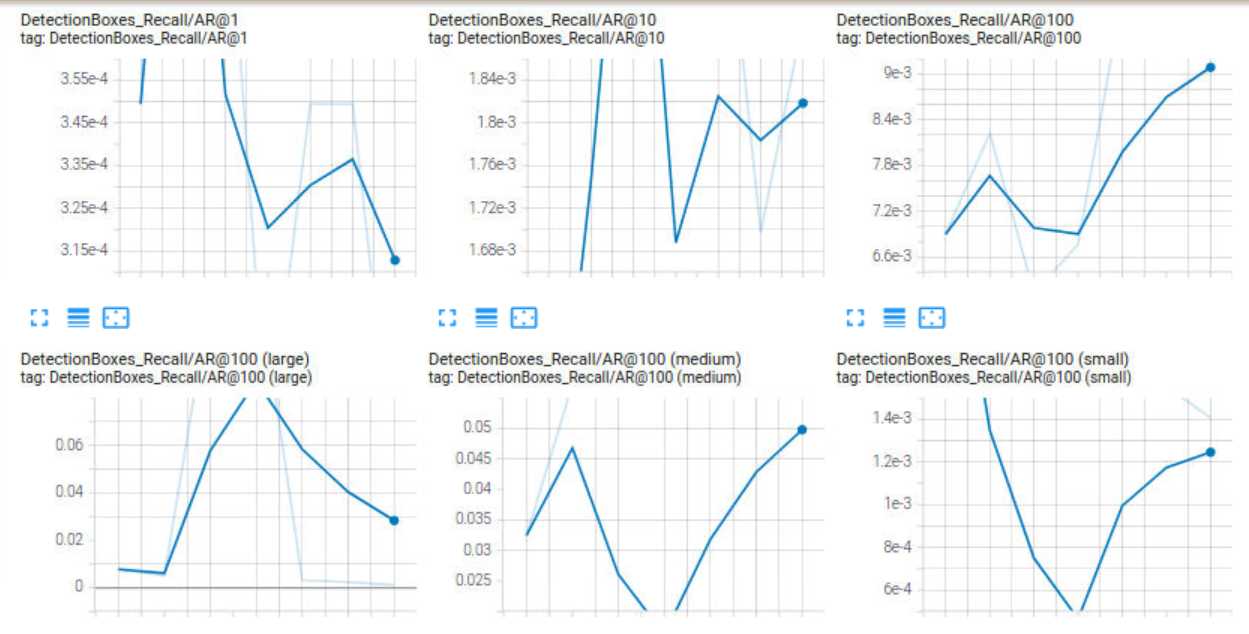 DetectionBoxes_Recall/AR@1
tag: DetectionBoxes_Recall/AR@1
3.55e-4
3.45e-4
3.35e-4
3.25e-4
3.15e-4
DetectionBoxes_Recall/AR@10
tag: DetectionBoxes_Recall/AR@10
1.84e-3
1.8e-3
1.76e-3
1.72e-3
1.68e-3
DetectionBoxes_Recall/AR@100
tag: DetectionBoxes_Recall/AR@100
9e-3
8.4e-3
7.8e-3
7.2e-3
6.6e-3
DetectionBoxes_Recall/AR@100 (large)
tag: DetectionBoxes_Recall/AR@100 (large)
0.06
0.04
0.02
0
DetectionBoxes_Recall/AR@100 (medium)
tag: DetectionBoxes_Recall/AR@100 (medium)
0.05
0.045
0.04
0.035
0.03
0.025
DetectionBoxes_Recall/AR@100 (small)
tag: DetectionBoxes_Recall/AR@100 (small)
1.4e-3
1.2e-3
1e-3
8e-4
6e-4